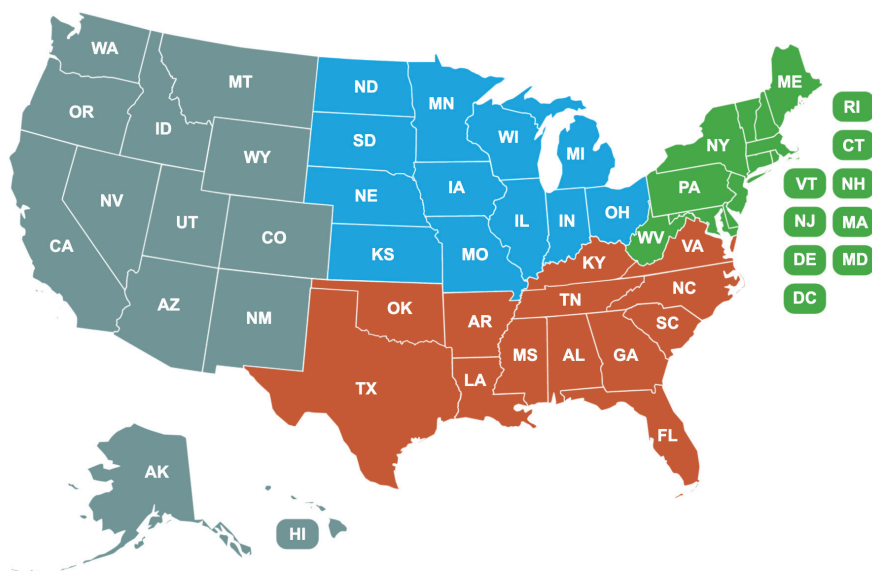 WA
MT
ND
MN
ME
OR
ID
SD
WI
MI
NY
RI
WY
CT
NV
UT
NE
IA
PA
VT
NH
CA
CO
KS
MO
IL
IN
OH
WV
VA
NJ
MA
KY
DE
MD
AZ
NM
OK
AR
TN
NC
DC
SC
TX
LA
MS
AL
GA
FL
AK
HI